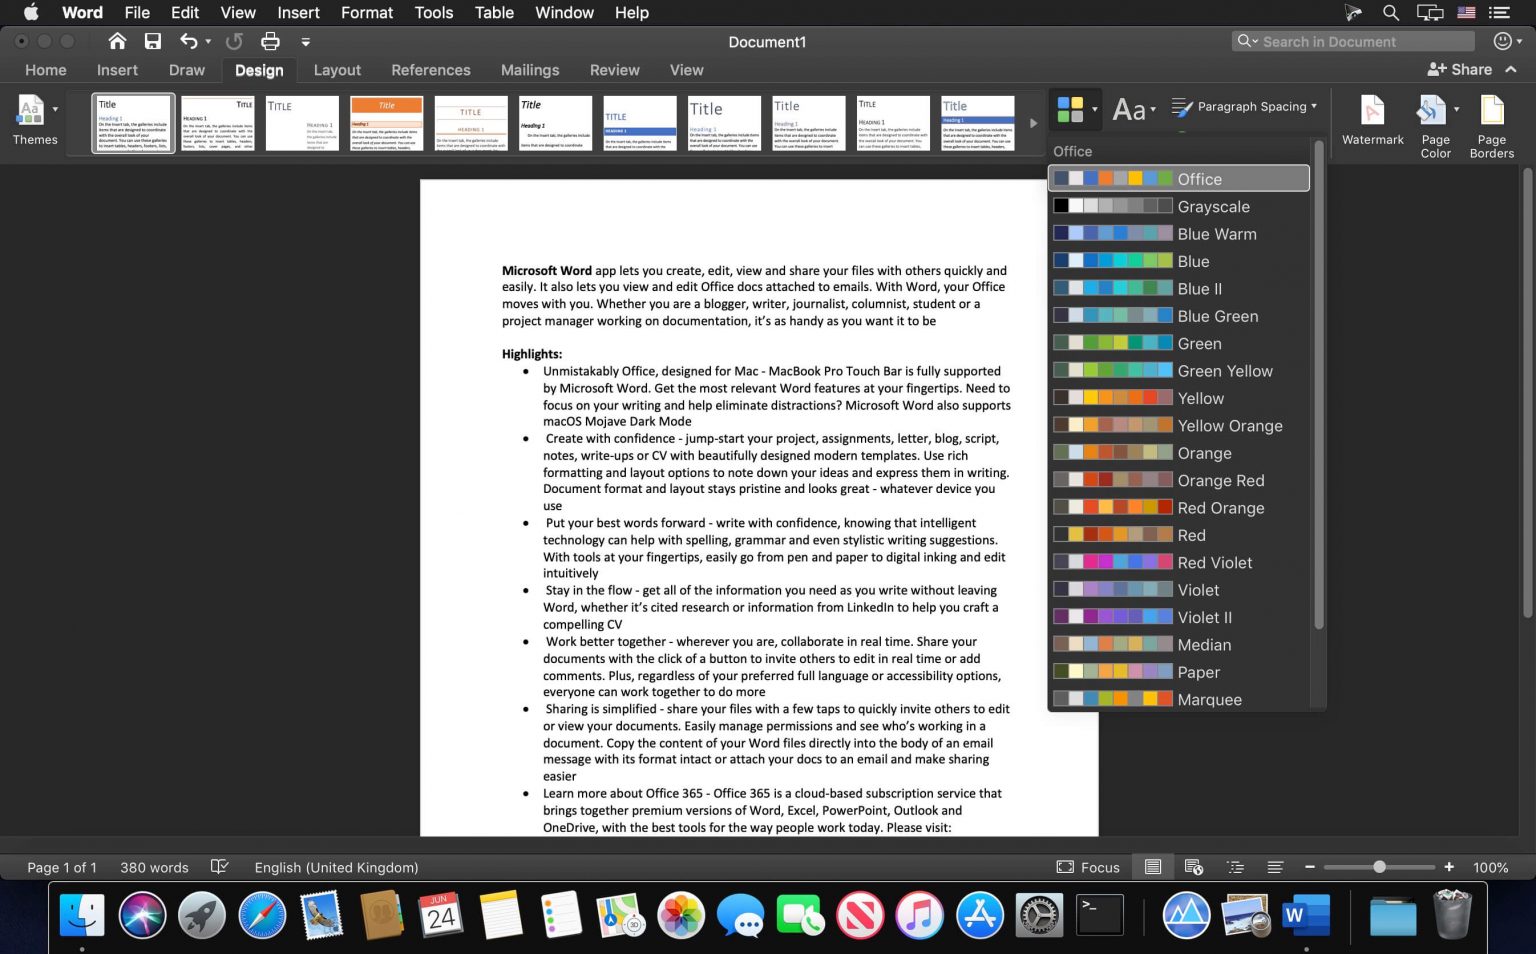 Word File Edit View Insert Format Tools Table Window Help
Document1
Search in Document
Home Insert Draw Design Layout References Mailings Review View
Share
Themes
Aa
Title
Heading 1
TITLE
HEADING 1
TITLE
HEADING 1
Title
Heading 1
TITLE
HEADING 1
Title
Heading 1
TITLE
HEADING 1
Title
Heading 1
Title
Heading 1
TITLE
HEADING 1
Title
Aa
Paragraph Spacing
Watermark
Page Color
Page Borders
Office
Office
Grayscale
Blue Warm
Blue
Blue II
Blue Green
Green
Green Yellow
Yellow
Yellow Orange
Orange
Orange Red
Red Orange
Red
Red Violet
Violet
Violet II
Median
Paper
Marquee
Microsoft Word app lets you create, edit, view and share your files with others quickly and
easily. It also lets you view and edit Office docs attached to emails. With Word, your Office
moves with you. Whether you are a blogger, writer, journalist, columnist, student or a
project manager working on documentation, it's as handy as you want it to be
Highlights:
• Unmistakably Office, designed for Mac - MacBook Pro Touch Bar is fully supported
by Microsoft Word. Get the most relevant Word features at your fingertips. Need to
focus on your writing and help eliminate distractions? Microsoft Word also supports
macOS Mojave Dark Mode
• Create with confidence - jump-start your project, assignments, letter, blog, script,
notes, write-ups or CV with beautifully designed modern templates. Use rich
formatting and layout options to note down your ideas and express them in writing.
Document format and layout stays pristine and looks great - whatever device you
use
• Put your best words forward - write with confidence, knowing that intelligent
technology can help with spelling, grammar and even stylistic writing suggestions.
With tools at your fingertips, easily go from pen and paper to digital inking and edit
intuitively
• Stay in the flow - get all of the information you need as you write without leaving
Word, whether it's cited research or information from LinkedIn to help you craft a
compelling CV
• Work better together - wherever you are, collaborate in real time. Share your
documents with the click of a button to invite others to edit in real time or add
comments. Plus, regardless of your preferred full language or accessibility options,
everyone can work together to do more
• Sharing is simplified - share your files with a few taps to quickly invite others to edit
or view your documents. Easily manage permissions and see who's working in a
document. Copy the content of your Word files directly into the body of an email
message with its format intact or attach your docs to an email and make sharing
easier
• Learn more about Office 365 - Office 365 is a cloud-based subscription service that
brings together premium versions of Word, Excel, PowerPoint, Outlook and
OneDrive, with the best tools for the way people work today. Please visit:
Page 1 of 1 380 words English (United Kingdom) Focus 100%
JUN
24
3D
>_
W